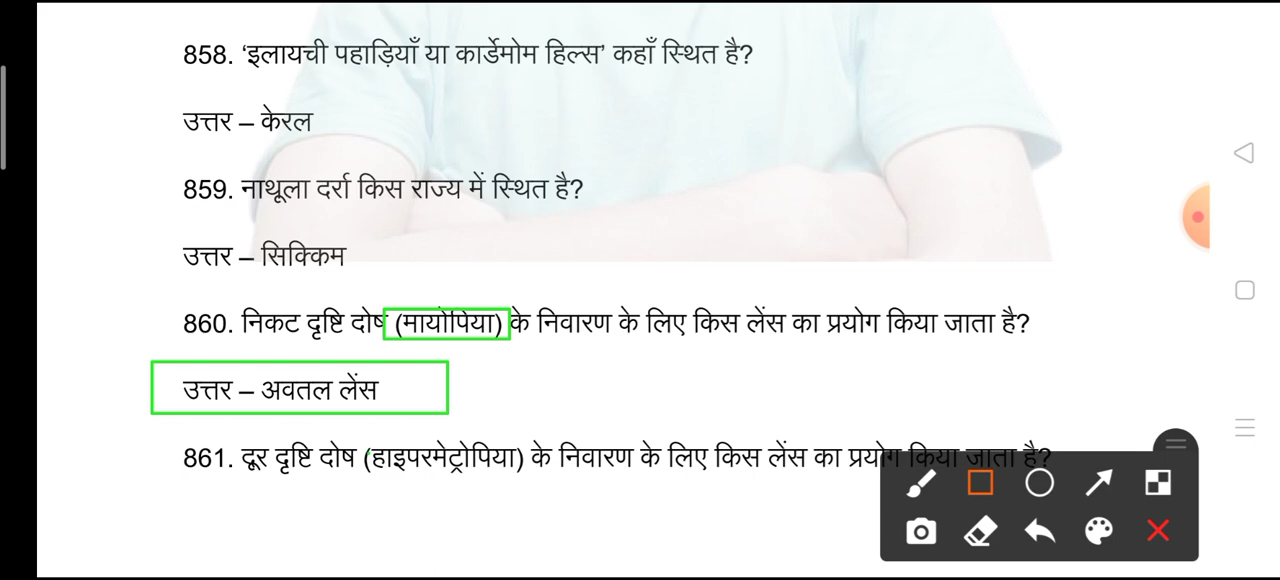 858. ‘इलायची पहाड़ियाँ या कार्डेमोम हिल्स’ कहाँ स्थित है?
उत्तर – केरल
859. नाथूला दर्रा किस राज्य में स्थित है?
उत्तर – सिक्किम
860. निकट दृष्टि दोष (मायोपिया) के निवारण के लिए किस लेंस का प्रयोग किया जाता है?
उत्तर – अवतल लेंस
861. दूर दृष्टि दोष (हाइपरमेट्रोपिया) के निवारण के लिए किस लेंस का प्रयोग किया जाता है?